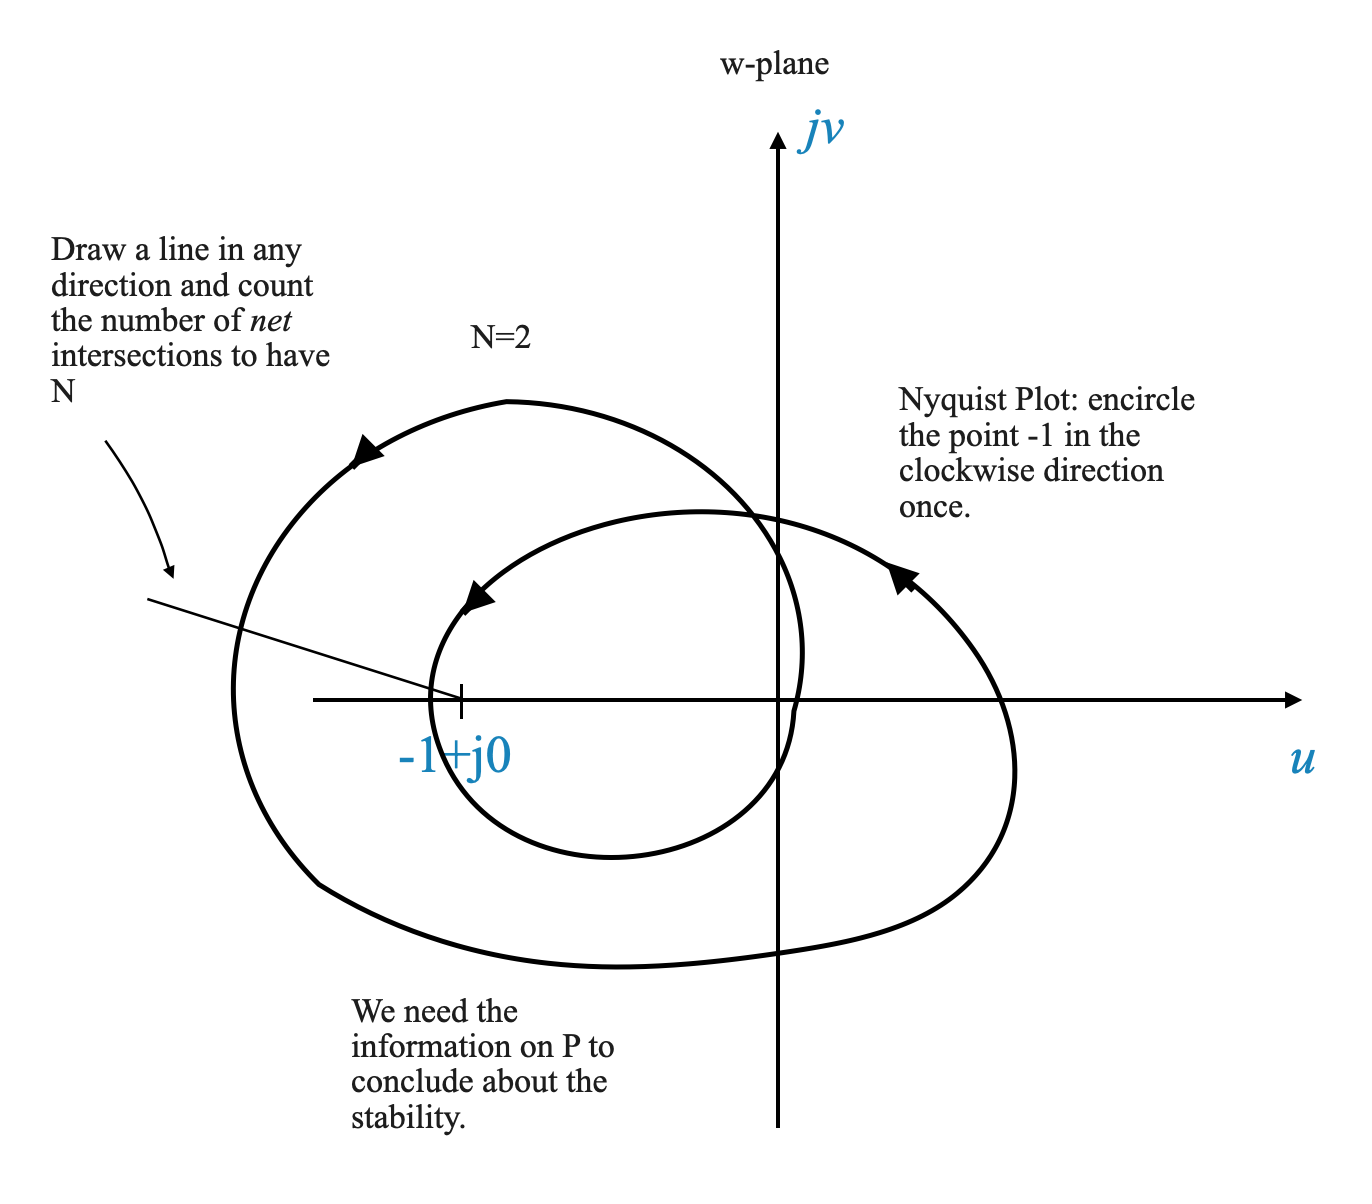 w-plane
jv
Draw a line in any
direction and count
the number of net
intersections to have
N
N=2
Nyquist Plot: encircle
the point -1 in the
clockwise direction
once.
-1+j0
u
We need the
information on P to
conclude about the
stability.